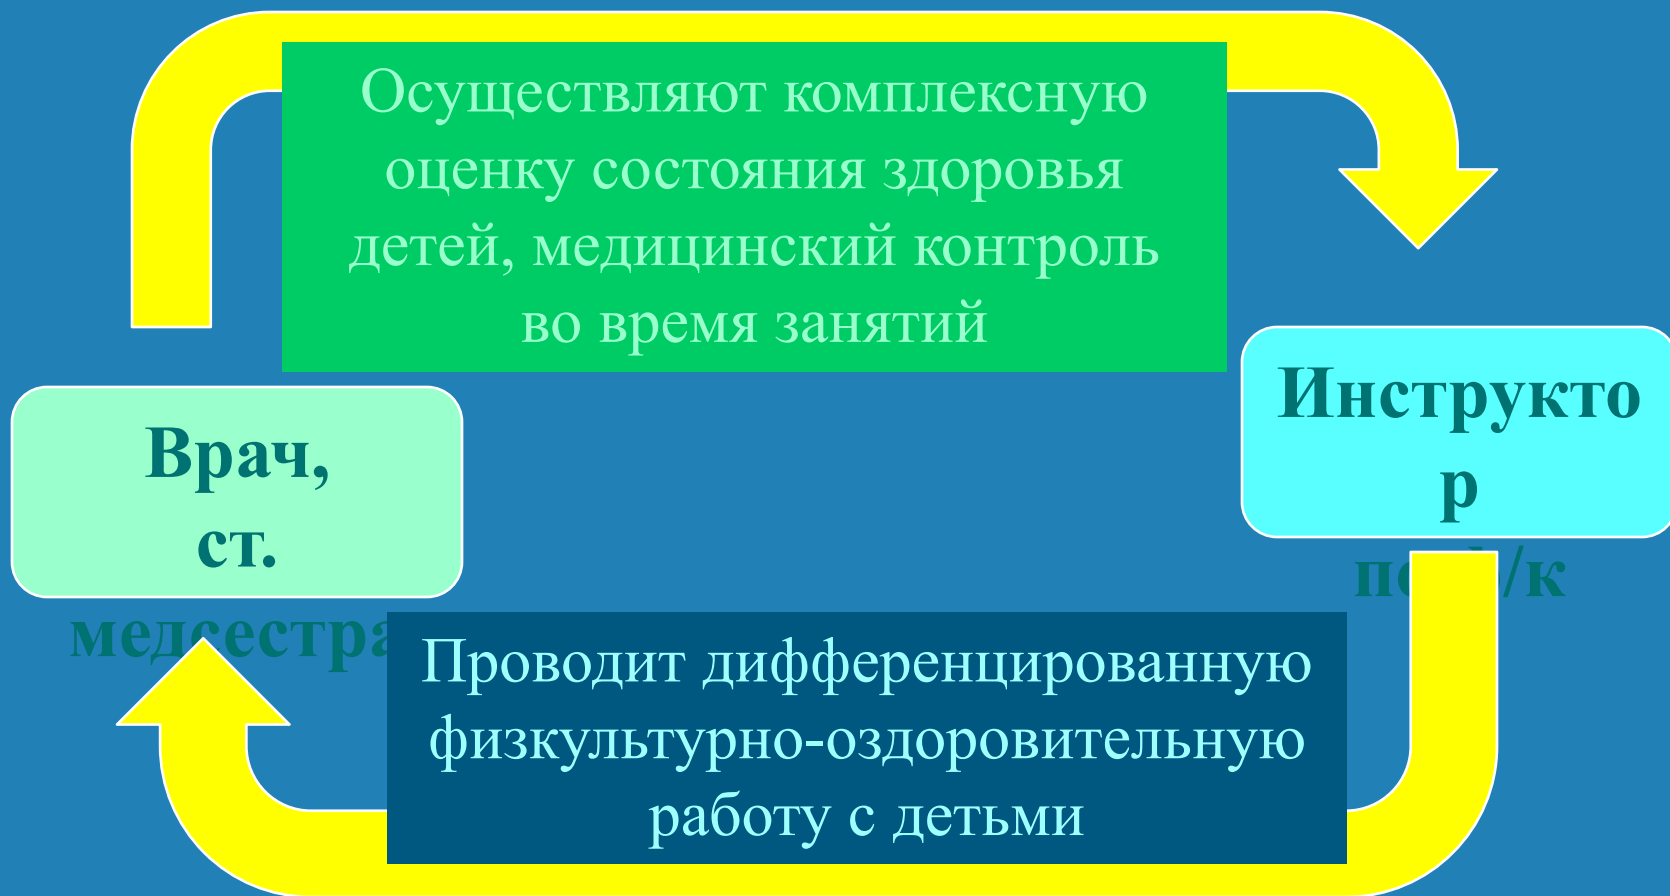 Осуществляют комплексную
оценку состояния здоровья
детей, медицинский контроль
во время занятий
Врач,
ст.
медсестра
Инструкто
р
/к
Проводит дифференцированную
физкультурно-оздоровительную
работу с детьми